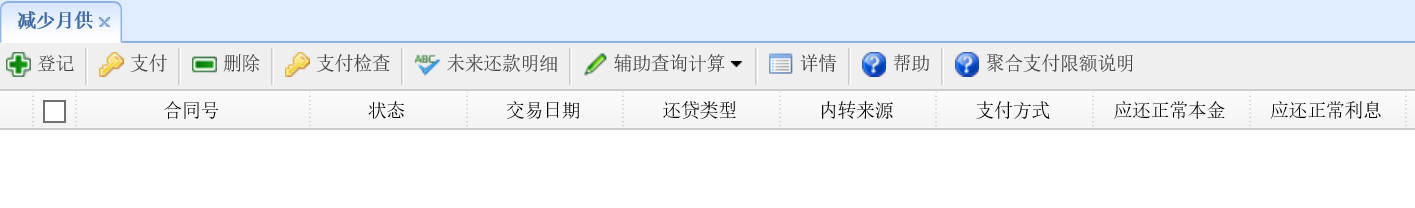 减少月供
登记 支付 删除 支付检查 ABC 未来还款明细 辅助查询计算 详情 帮助 聚合支付限额说明
合同号 状态 交易日期 还贷类型 内转来源 支付方式 应还正常本金 应还正常利息